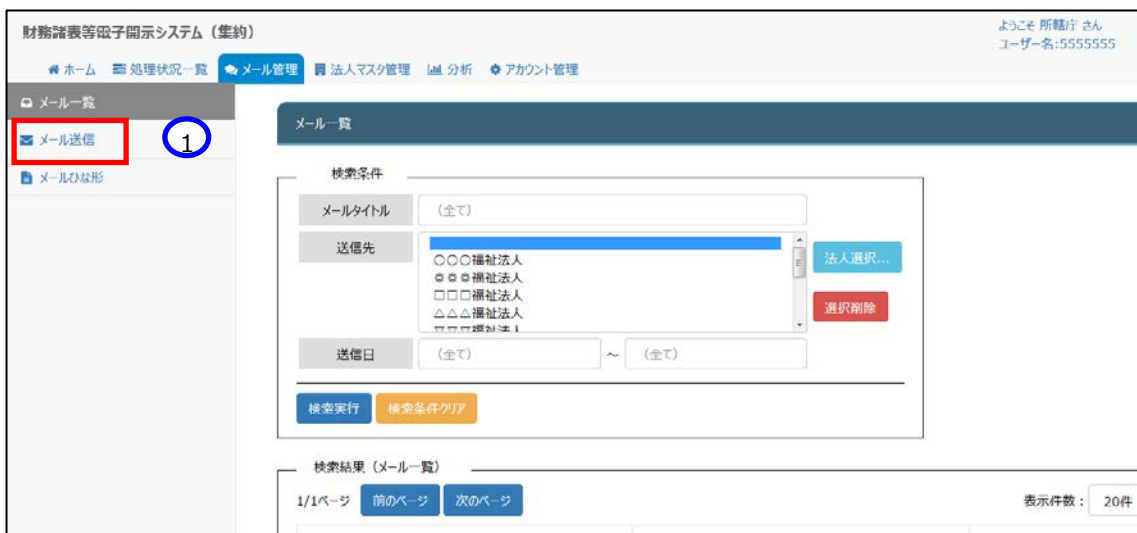 財務諸表等電子開示システム（集約）
ようこそ 所轄庁 さん
ユーザー名:5555555
ホーム 処理状況一覧 メール管理 法人マスタ管理 分析 アカウント管理
メール一覧
メール送信
1
メールひな形
メール一覧
検索条件
メールタイトル （全て）
送信先
○○○福祉法人
◎◎◎福祉法人
□□□福祉法人
△△△福祉法人
▽▽▽福祉法人
法人選択...
選択削除
送信日 （全て） ～ （全て）
検索実行 検索条件クリア
検索結果（メール一覧）
1/1ページ 前のページ 次のページ 表示件数： 20件